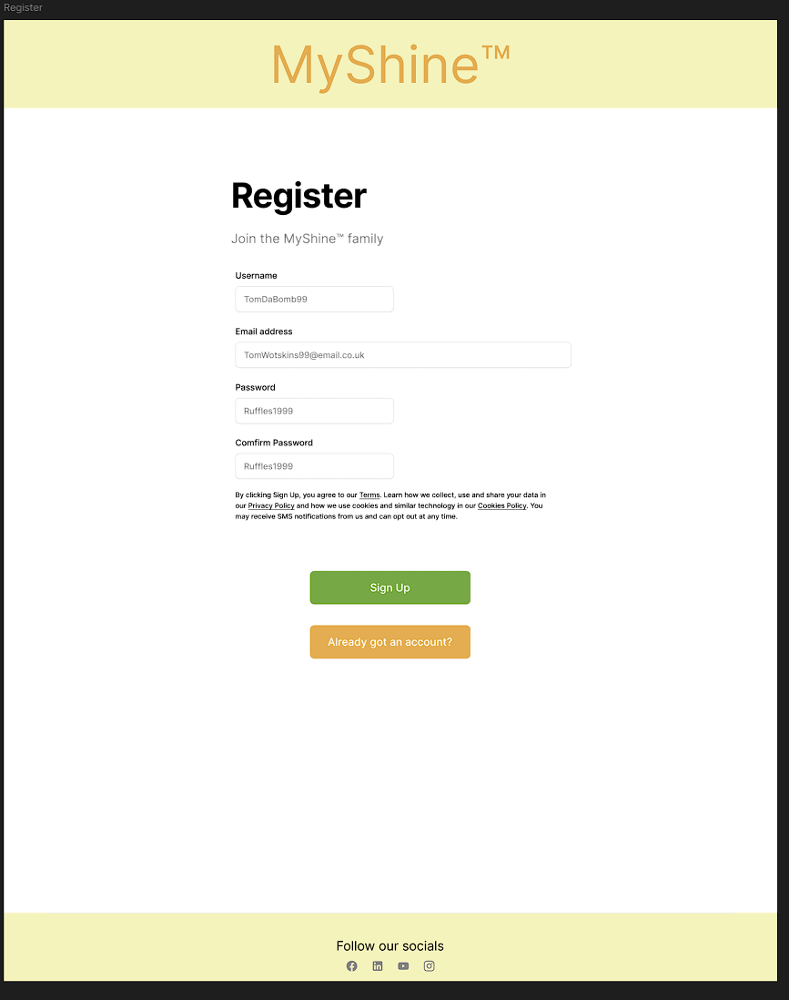 Register
MyShine™
Register
Join the MyShine™ family
Username
TomDaBomb99
Email address
TomWotskins99@email.co.uk
Password
Ruffles1999
Comfirm Password
Ruffles1999
By clicking Sign Up, you agree to our Terms. Learn how we collect, use and share your data in
our Privacy Policy and how we use cookies and similar technology in our Cookies Policy. You
may receive SMS notifications from us and can opt out at any time.
Sign Up
Already got an account?
Follow our socials